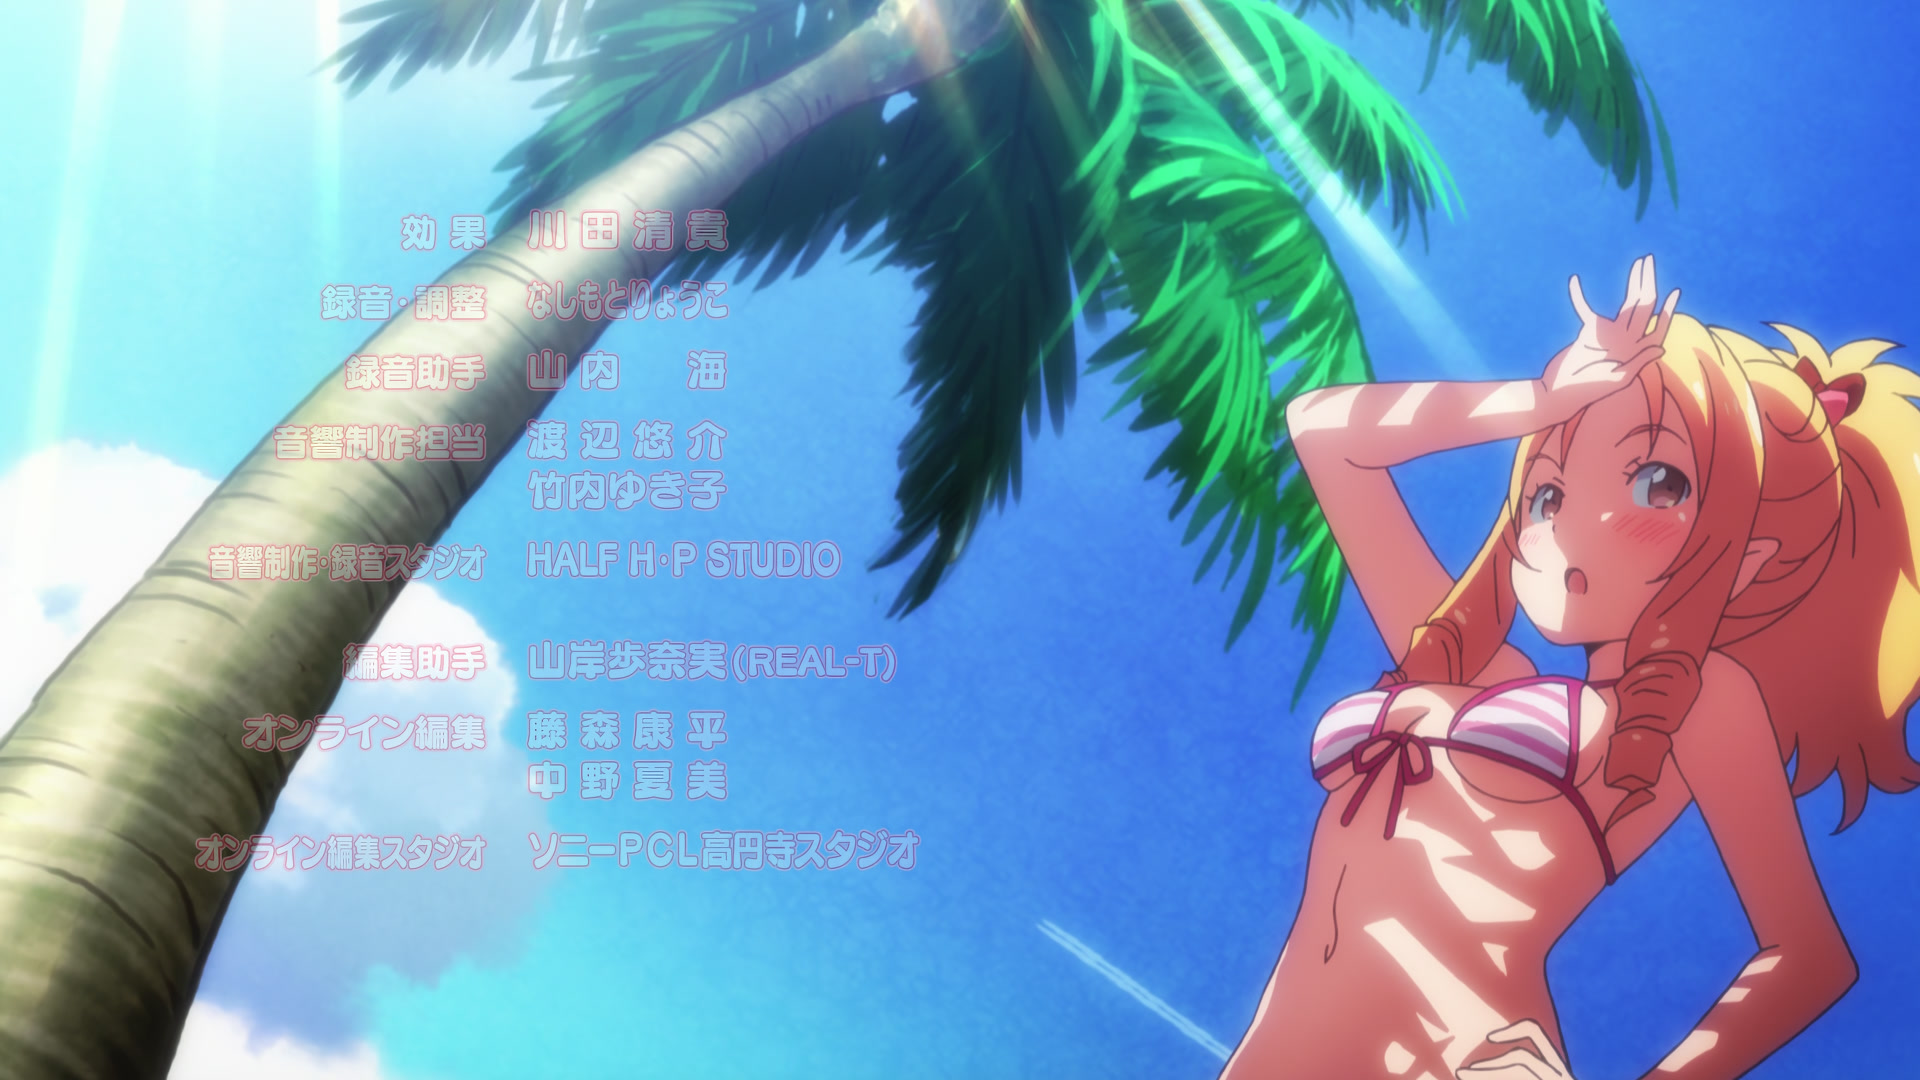 効果 川田清貴
録音・調整 なしもとりょうこ
録音助手 山内 海
音響制作担当 渡辺悠介
竹内ゆき子
音響制作・録音スタジオ HALF H・P STUDIO
編集助手 山岸歩奈実(REAL-T)
オンライン編集 藤森康平
中野夏美
オンライン編集スタジオ ソニーPCL高円寺スタジオ